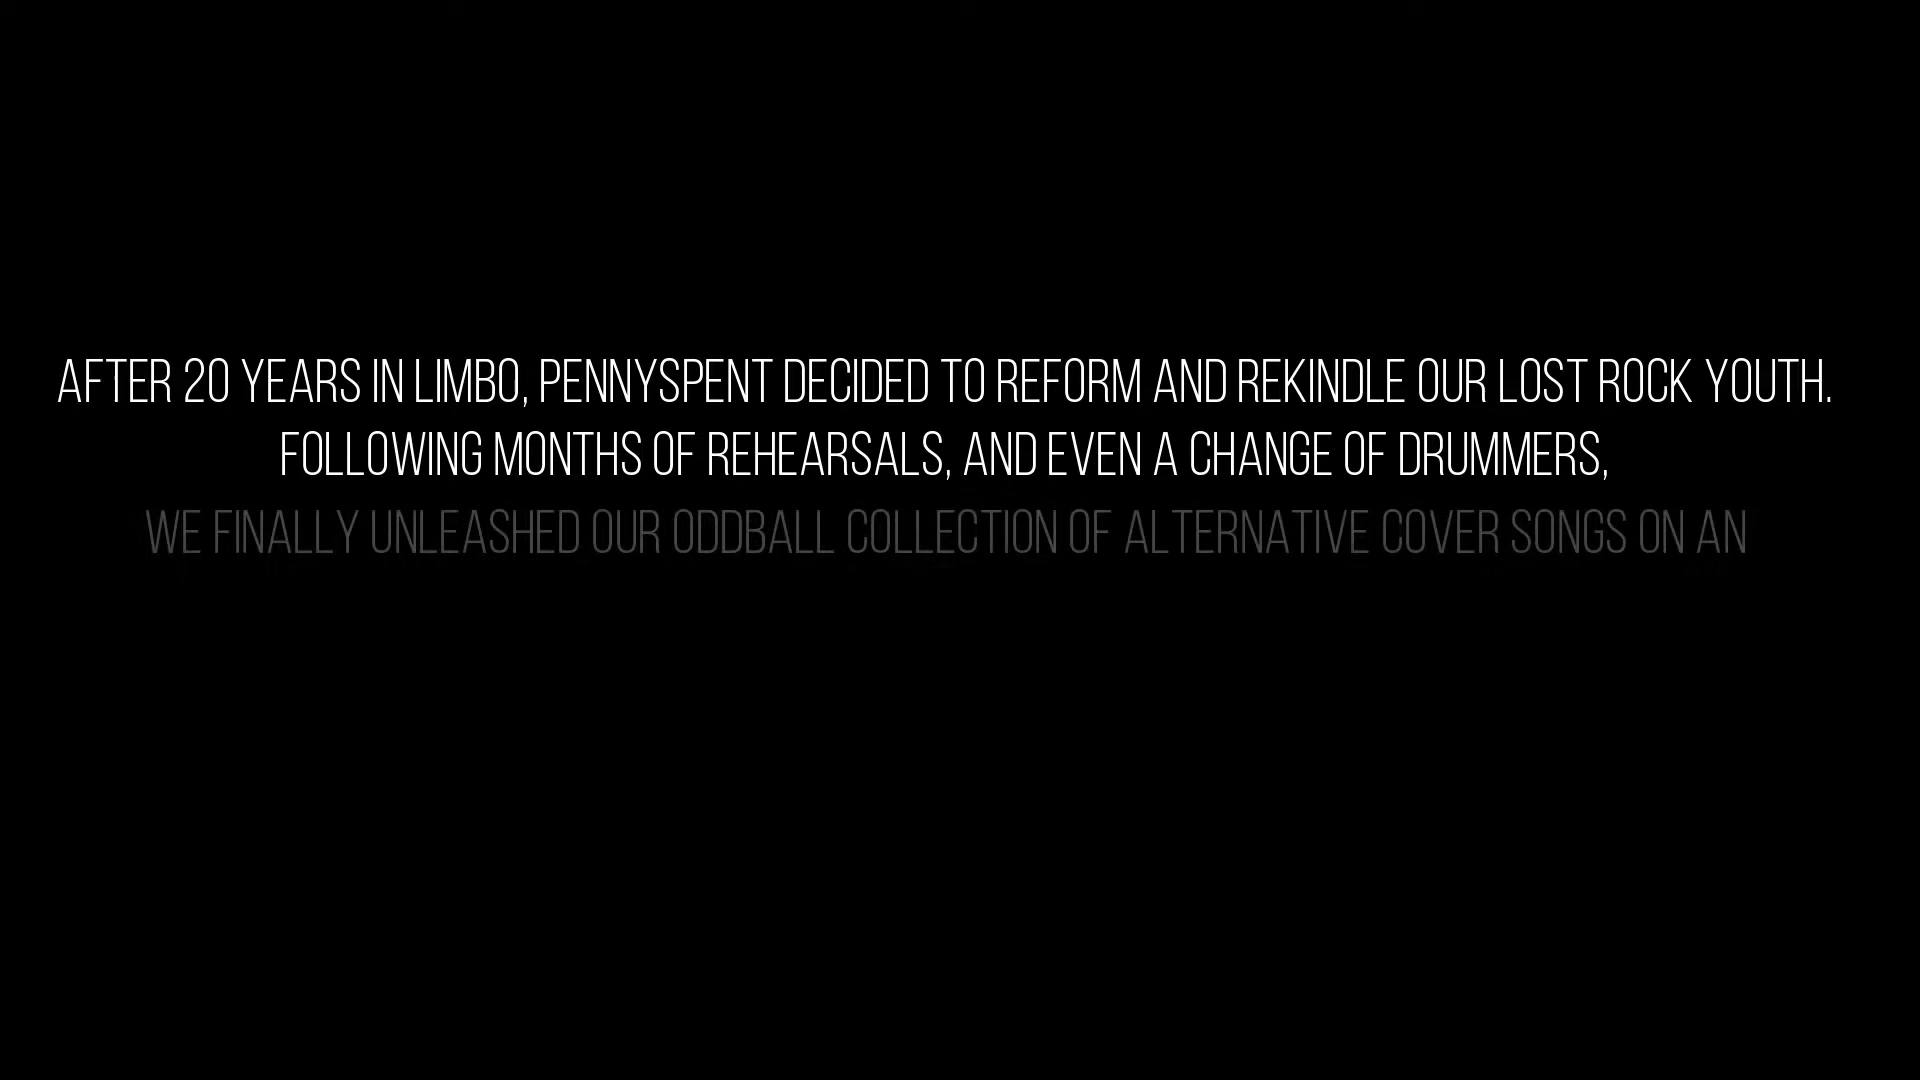 AFTER 20 YEARS IN LIMBO, PENNYSPENT DECIDED TO REFORM AND REKINDLE OUR LOST ROCK YOUTH.
FOLLOWING MONTHS OF REHEARSALS, AND EVEN A CHANGE OF DRUMMERS,
WE FINALLY UNLEASHED OUR ODDBALL COLLECTION OF ALTERNATIVE COVER SONGS ON AN